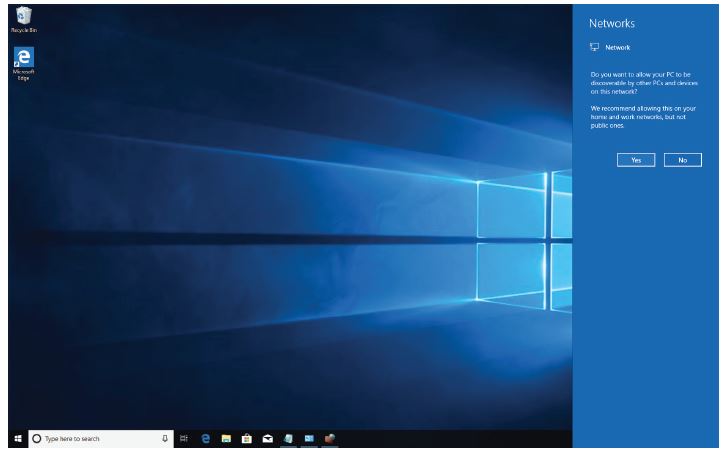 Recycle Bin
Microsoft
Edge
Networks
Network
Do you want to allow your PC to be
discoverable by other PCs and devices
on this network?
We recommend allowing this on your
home and work networks, but not
public ones.
Yes
No
Type here to search